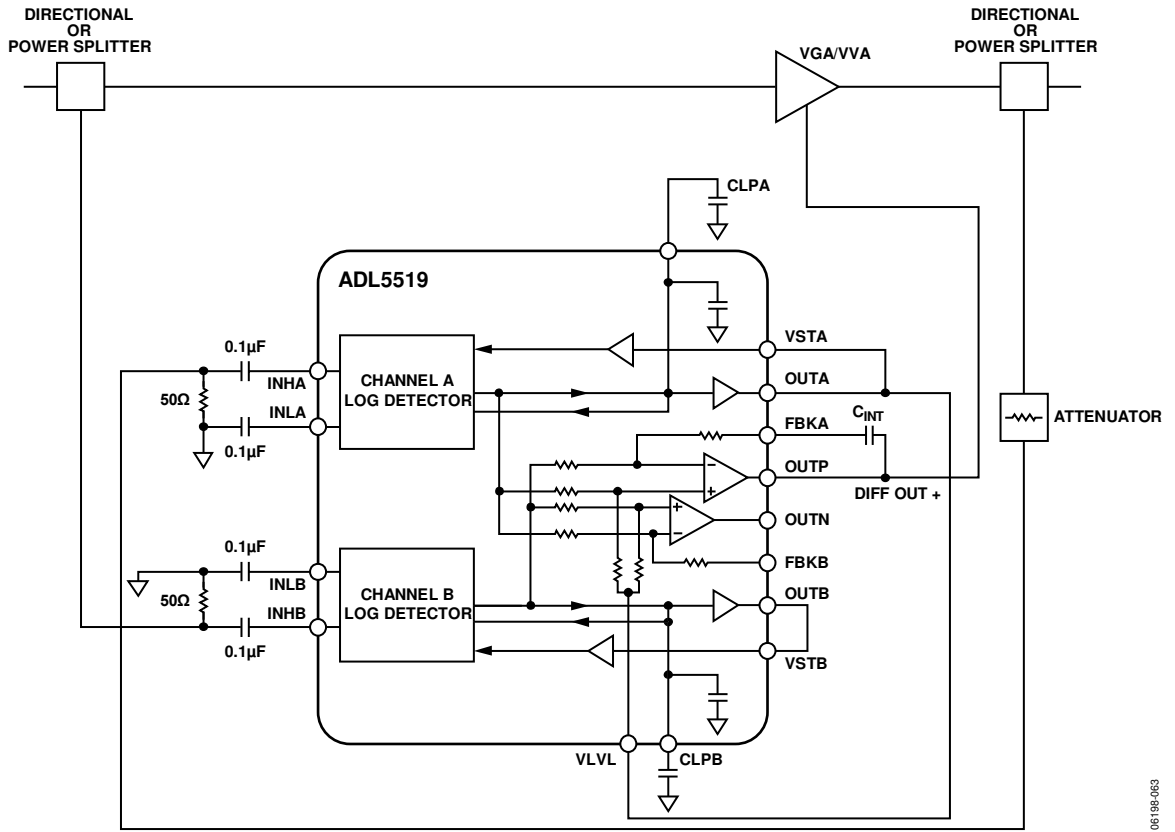 DIRECTIONAL
OR
POWER SPLITTER
DIRECTIONAL
OR
POWER SPLITTER
VGA/VVA
CLPA
ADL5519
VSTA
0.1µF
INHA
CHANNEL A
LOG DETECTOR
OUTA
50Ω
INLA
0.1µF
FBKA
CINT
ATTENUATOR
OUTP
DIFF OUT +
OUTN
0.1µF
INLB
FBKB
50Ω
CHANNEL B
LOG DETECTOR
OUTB
INHB
0.1µF
VSTB
VLVL
CLPB
06198-063